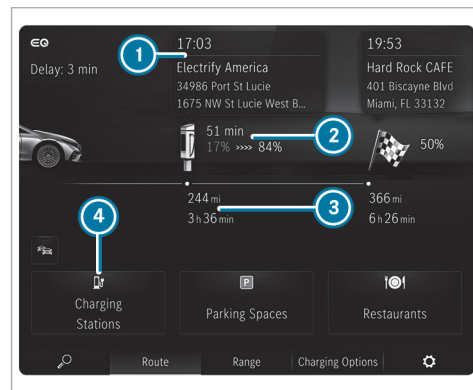 EQ
Delay: 3 min
17:03
Electrify America
34986 Port St Lucie
1675 NW St Lucie West B...
19:53
Hard Rock CAFE
401 Biscayne Blvd
Miami, FL 33132
1
51 min
17% »»› 84%
2
50%
244 mi
3 h 36 min
3
366 mi
6 h 26 min
4
Charging
Stations
P
Parking Spaces
Restaurants
Route
Range
Charging Options